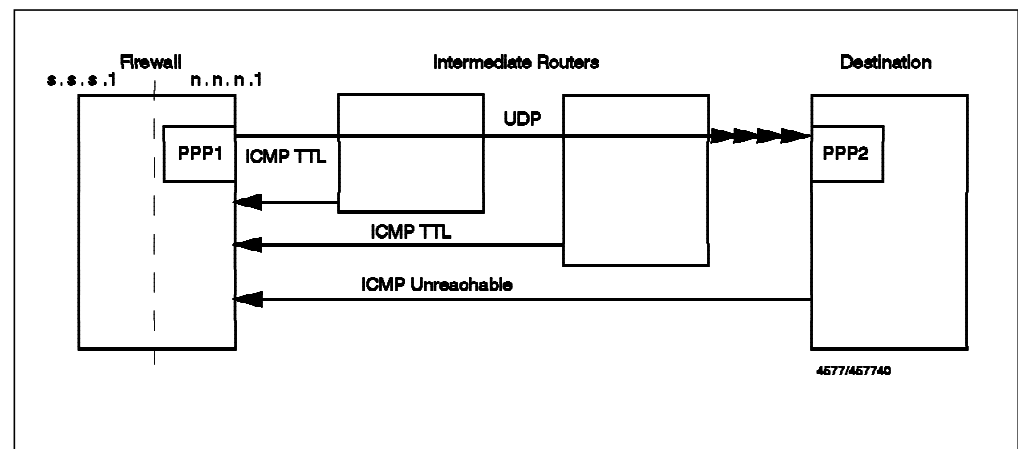 Firewall
Intermediate Routers
Destination
s.s.s.1
n.n.n.1
UDP
PPP1
PPP2
ICMP TTL
ICMP TTL
ICMP Unreachable
4577/457740